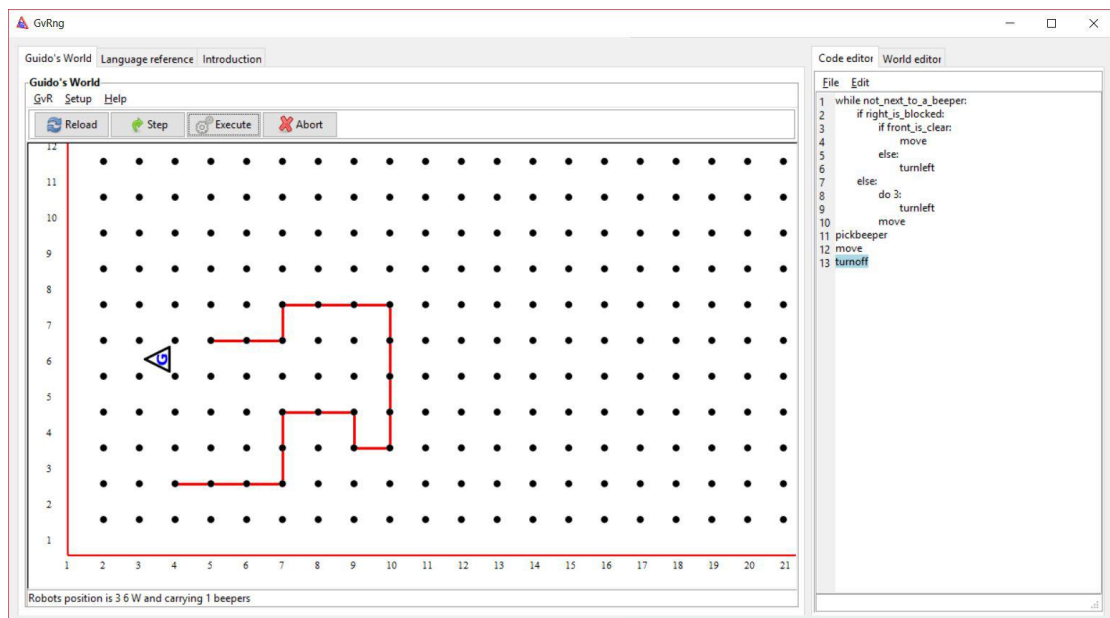 GvRng
Guido's World Language reference Introduction
Guido's World
GvR Setup Help
Reload Step Execute Abort
12
11
10
9
8
7
6
5
4
3
2
1
G
1 2 3 4 5 6 7 8 9 10 11 12 13 14 15 16 17 18 19 20 21
Robots position is 3 6 W and carrying 1 beepers
Code editor World editor
File Edit
1 while not_next_to_a_beeper:
2 if right_is_blocked:
3 if front_is_clear:
4 move
5 else:
6 turnleft
7 else:
8 do 3:
9 turnleft
10 move
11 pickbeeper
12 move
13 turnoff